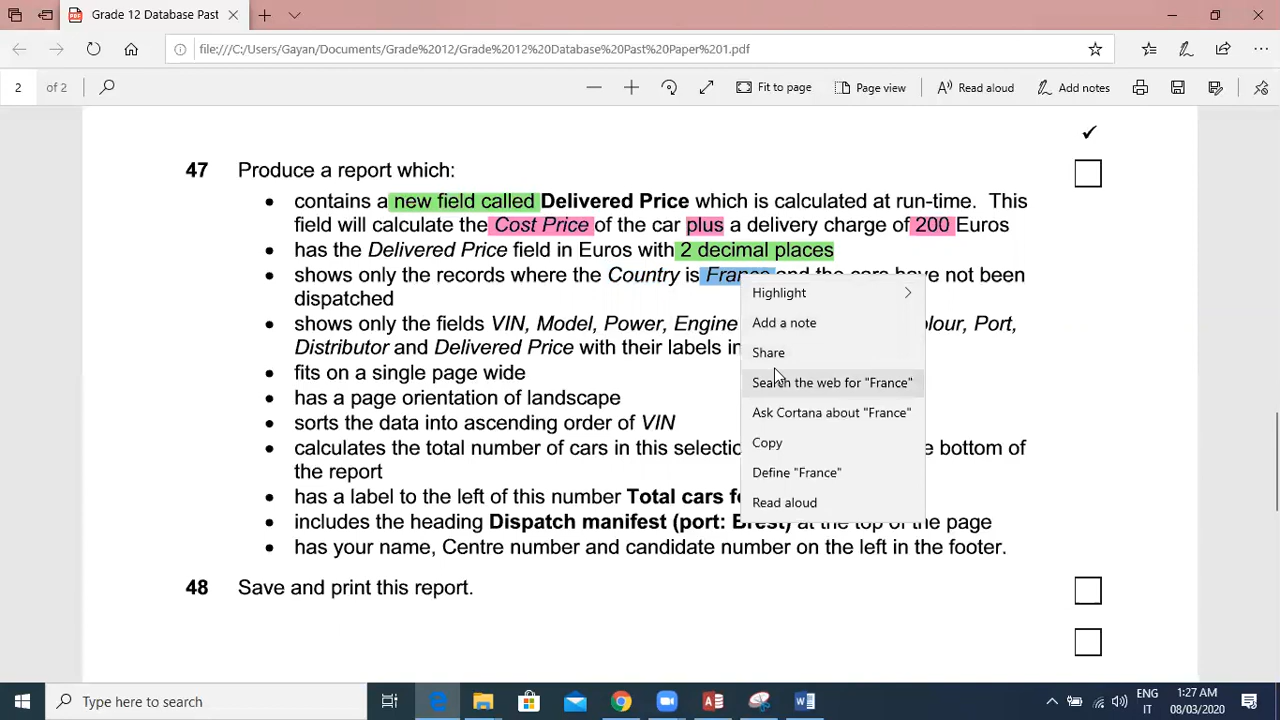 Grade 12 Database Past
file:///C:/Users/Gayan/Documents/Grade%2012/Grade%2012%20Database%20Past%20Paper%201.pdf
2 of 2
Fit to page
Page view
Read aloud
Add notes
47 Produce a report which:
• contains a new field called Delivered Price which is calculated at run-time. This
field will calculate the Cost Price of the car plus a delivery charge of 200 Euros
• has the Delivered Price field in Euros with 2 decimal places
• shows only the records where the Country is France and the cars have not been
dispatched
• shows only the fields VIN, Model, Power, Engine olour, Port,
Distributor and Delivered Price with their labels in
• fits on a single page wide
• has a page orientation of landscape
• sorts the data into ascending order of VIN
• calculates the total number of cars in this selectio e bottom of
the report
• has a label to the left of this number Total cars fo
• includes the heading Dispatch manifest (port: Brest) at the top of the page
• has your name, Centre number and candidate number on the left in the footer.
48 Save and print this report.
Highlight
Add a note
Share
Search the web for "France"
Ask Cortana about "France"
Copy
Define "France"
Read aloud
Type here to search
ENG
IT
1:27 AM
08/03/2020